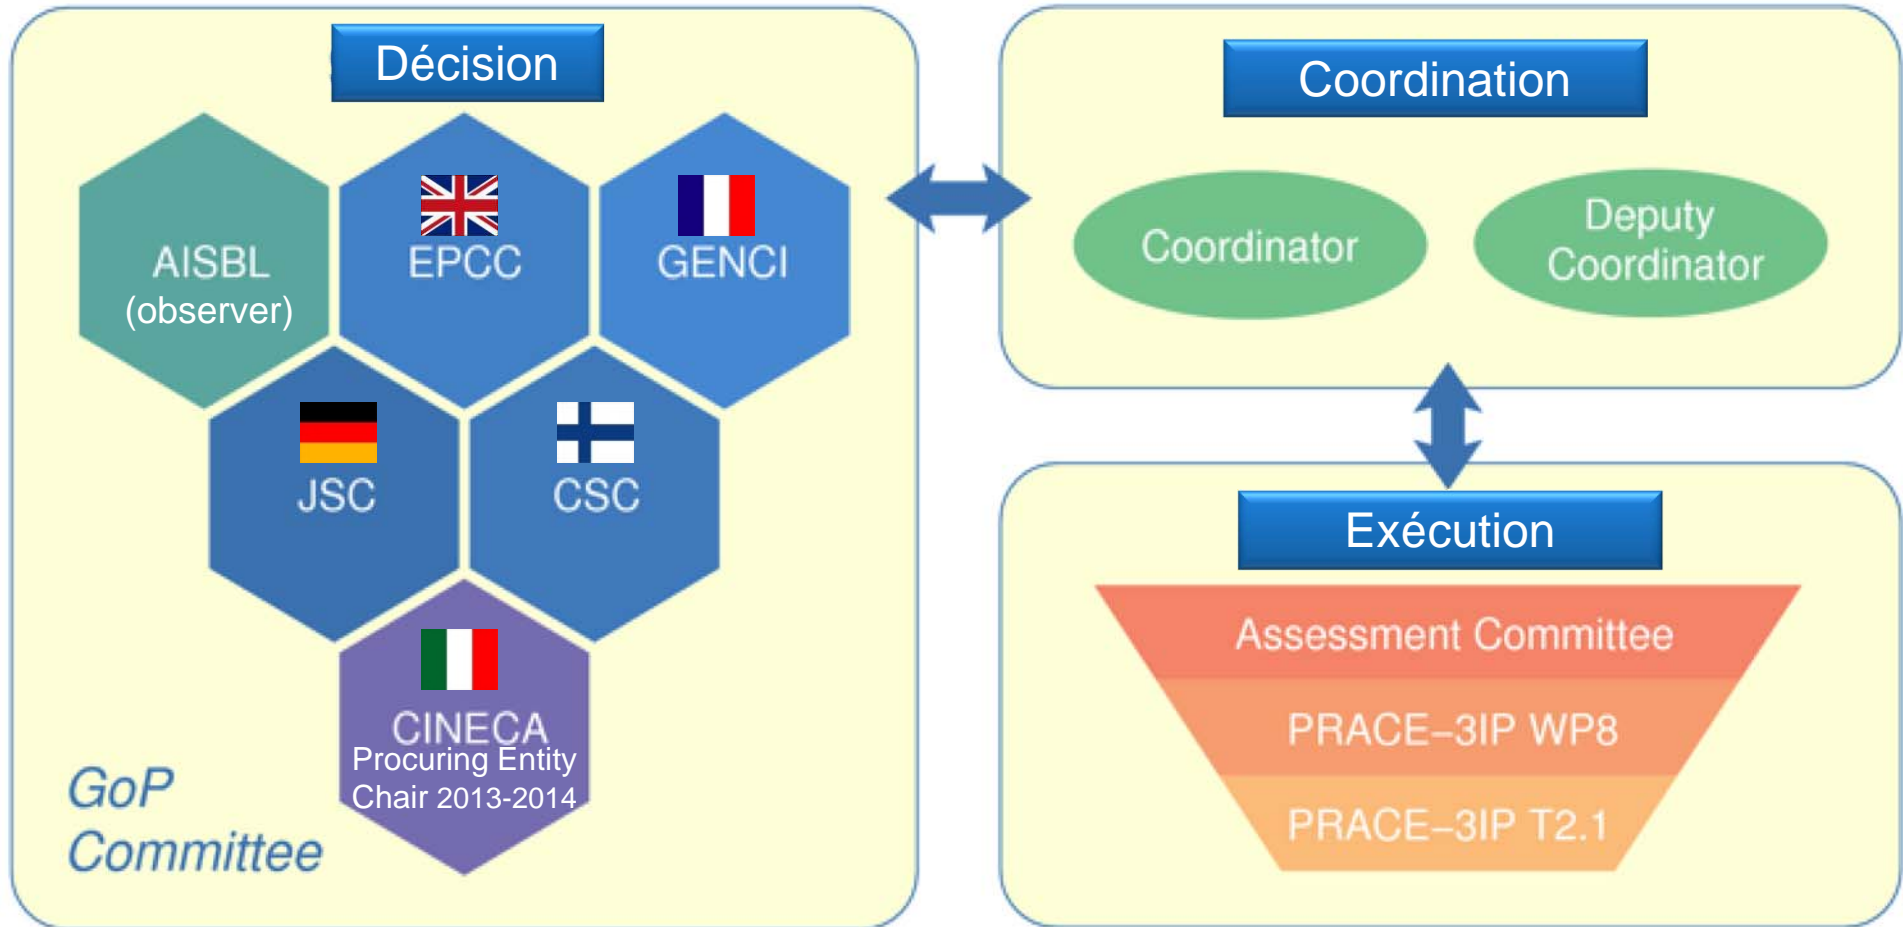 Décision
AISBL
(observer)
EPCC
GENCI
JSC
CSC
CINECA
Procuring Entity
Chair 2013-2014
GoP
Committee
Coordination
Coordinator
Deputy
Coordinator
Exécution
Assessment Committee
PRACE–3IP WP8
PRACE–3IP T2.1